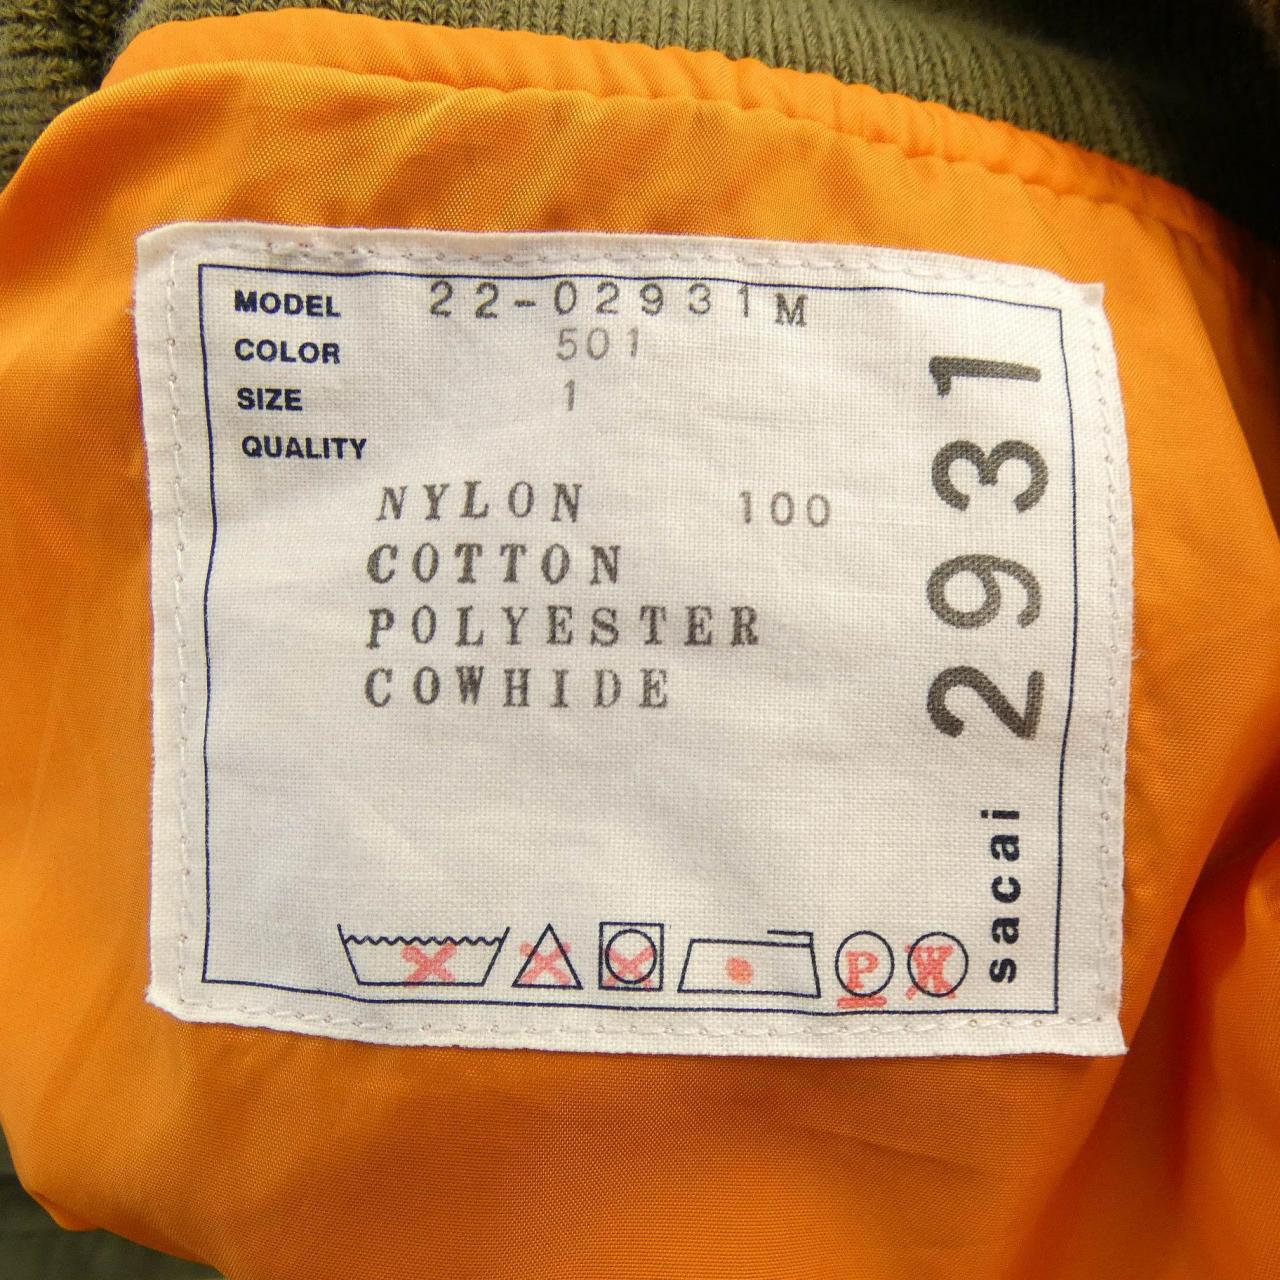 MODEL 22-02931M
COLOR 501
SIZE 1
QUALITY
NYLON 100
COTTON
POLYESTER
COWHIDE
P W
sacai 2931